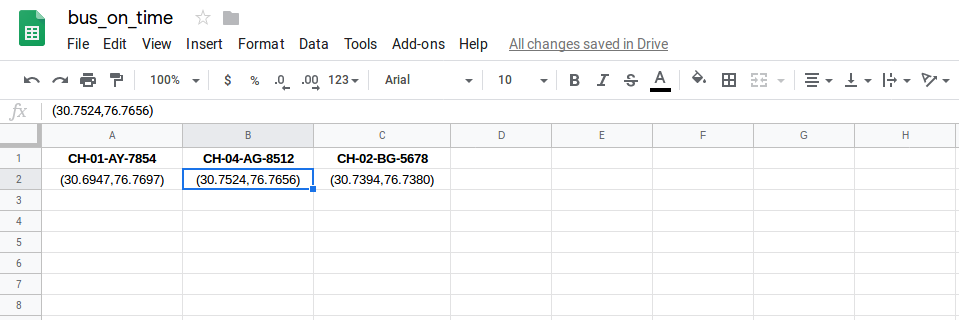 bus_on_time
File Edit View Insert Format Data Tools Add-ons Help All changes saved in Drive
100% $ % .0 .00 123 Arial 10 B I S A
fx (30.7524,76.7656)
A B C D E F G H
1 CH-01-AY-7854 CH-04-AG-8512 CH-02-BG-5678
2 (30.6947,76.7697) (30.7524,76.7656) (30.7394,76.7380)
3
4
5
6
7
8